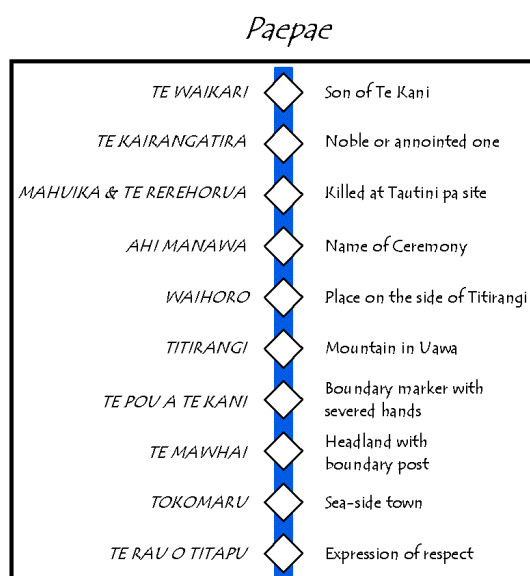 Paepae
TE WAIKARI Son of Te Kani
TE KAIRANGATIRA Noble or annointed one
MAHUIKA & TE REREHORUA Killed at Tautini pa site
AHI MANAWA Name of Ceremony
WAIHORO Place on the side of Titirangi
TITIRANGI Mountain in Uawa
TE POU A TE KANI Boundary marker with
severed hands
TE MAWHAI Headland with
boundary post
TOKOMARU Sea-side town
TE RAU O TITAPU Expression of respect